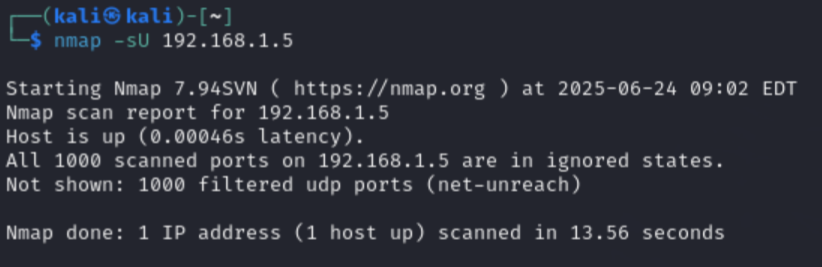 ┌──(kali㉿kali)-[~]
└─$ nmap -sU 192.168.1.5
Starting Nmap 7.94SVN ( https://nmap.org ) at 2025-06-24 09:02 EDT
Nmap scan report for 192.168.1.5
Host is up (0.00046s latency).
All 1000 scanned ports on 192.168.1.5 are in ignored states.
Not shown: 1000 filtered udp ports (net-unreach)
Nmap done: 1 IP address (1 host up) scanned in 13.56 seconds